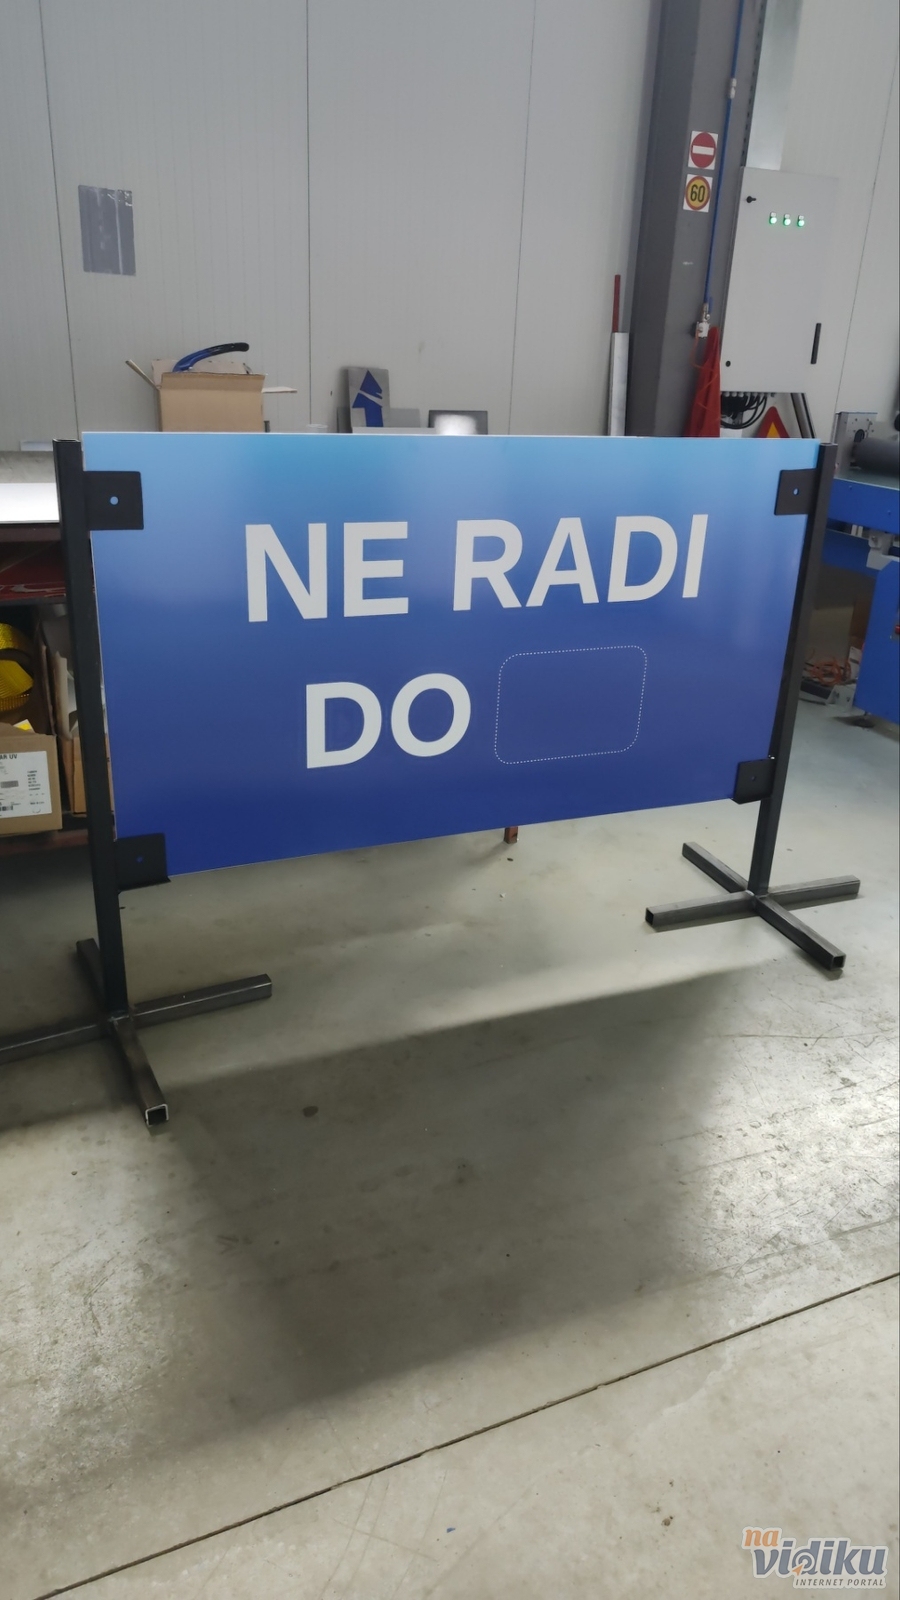 60
NE RADI
DO
na
vidiku
INTERNET PORTAL